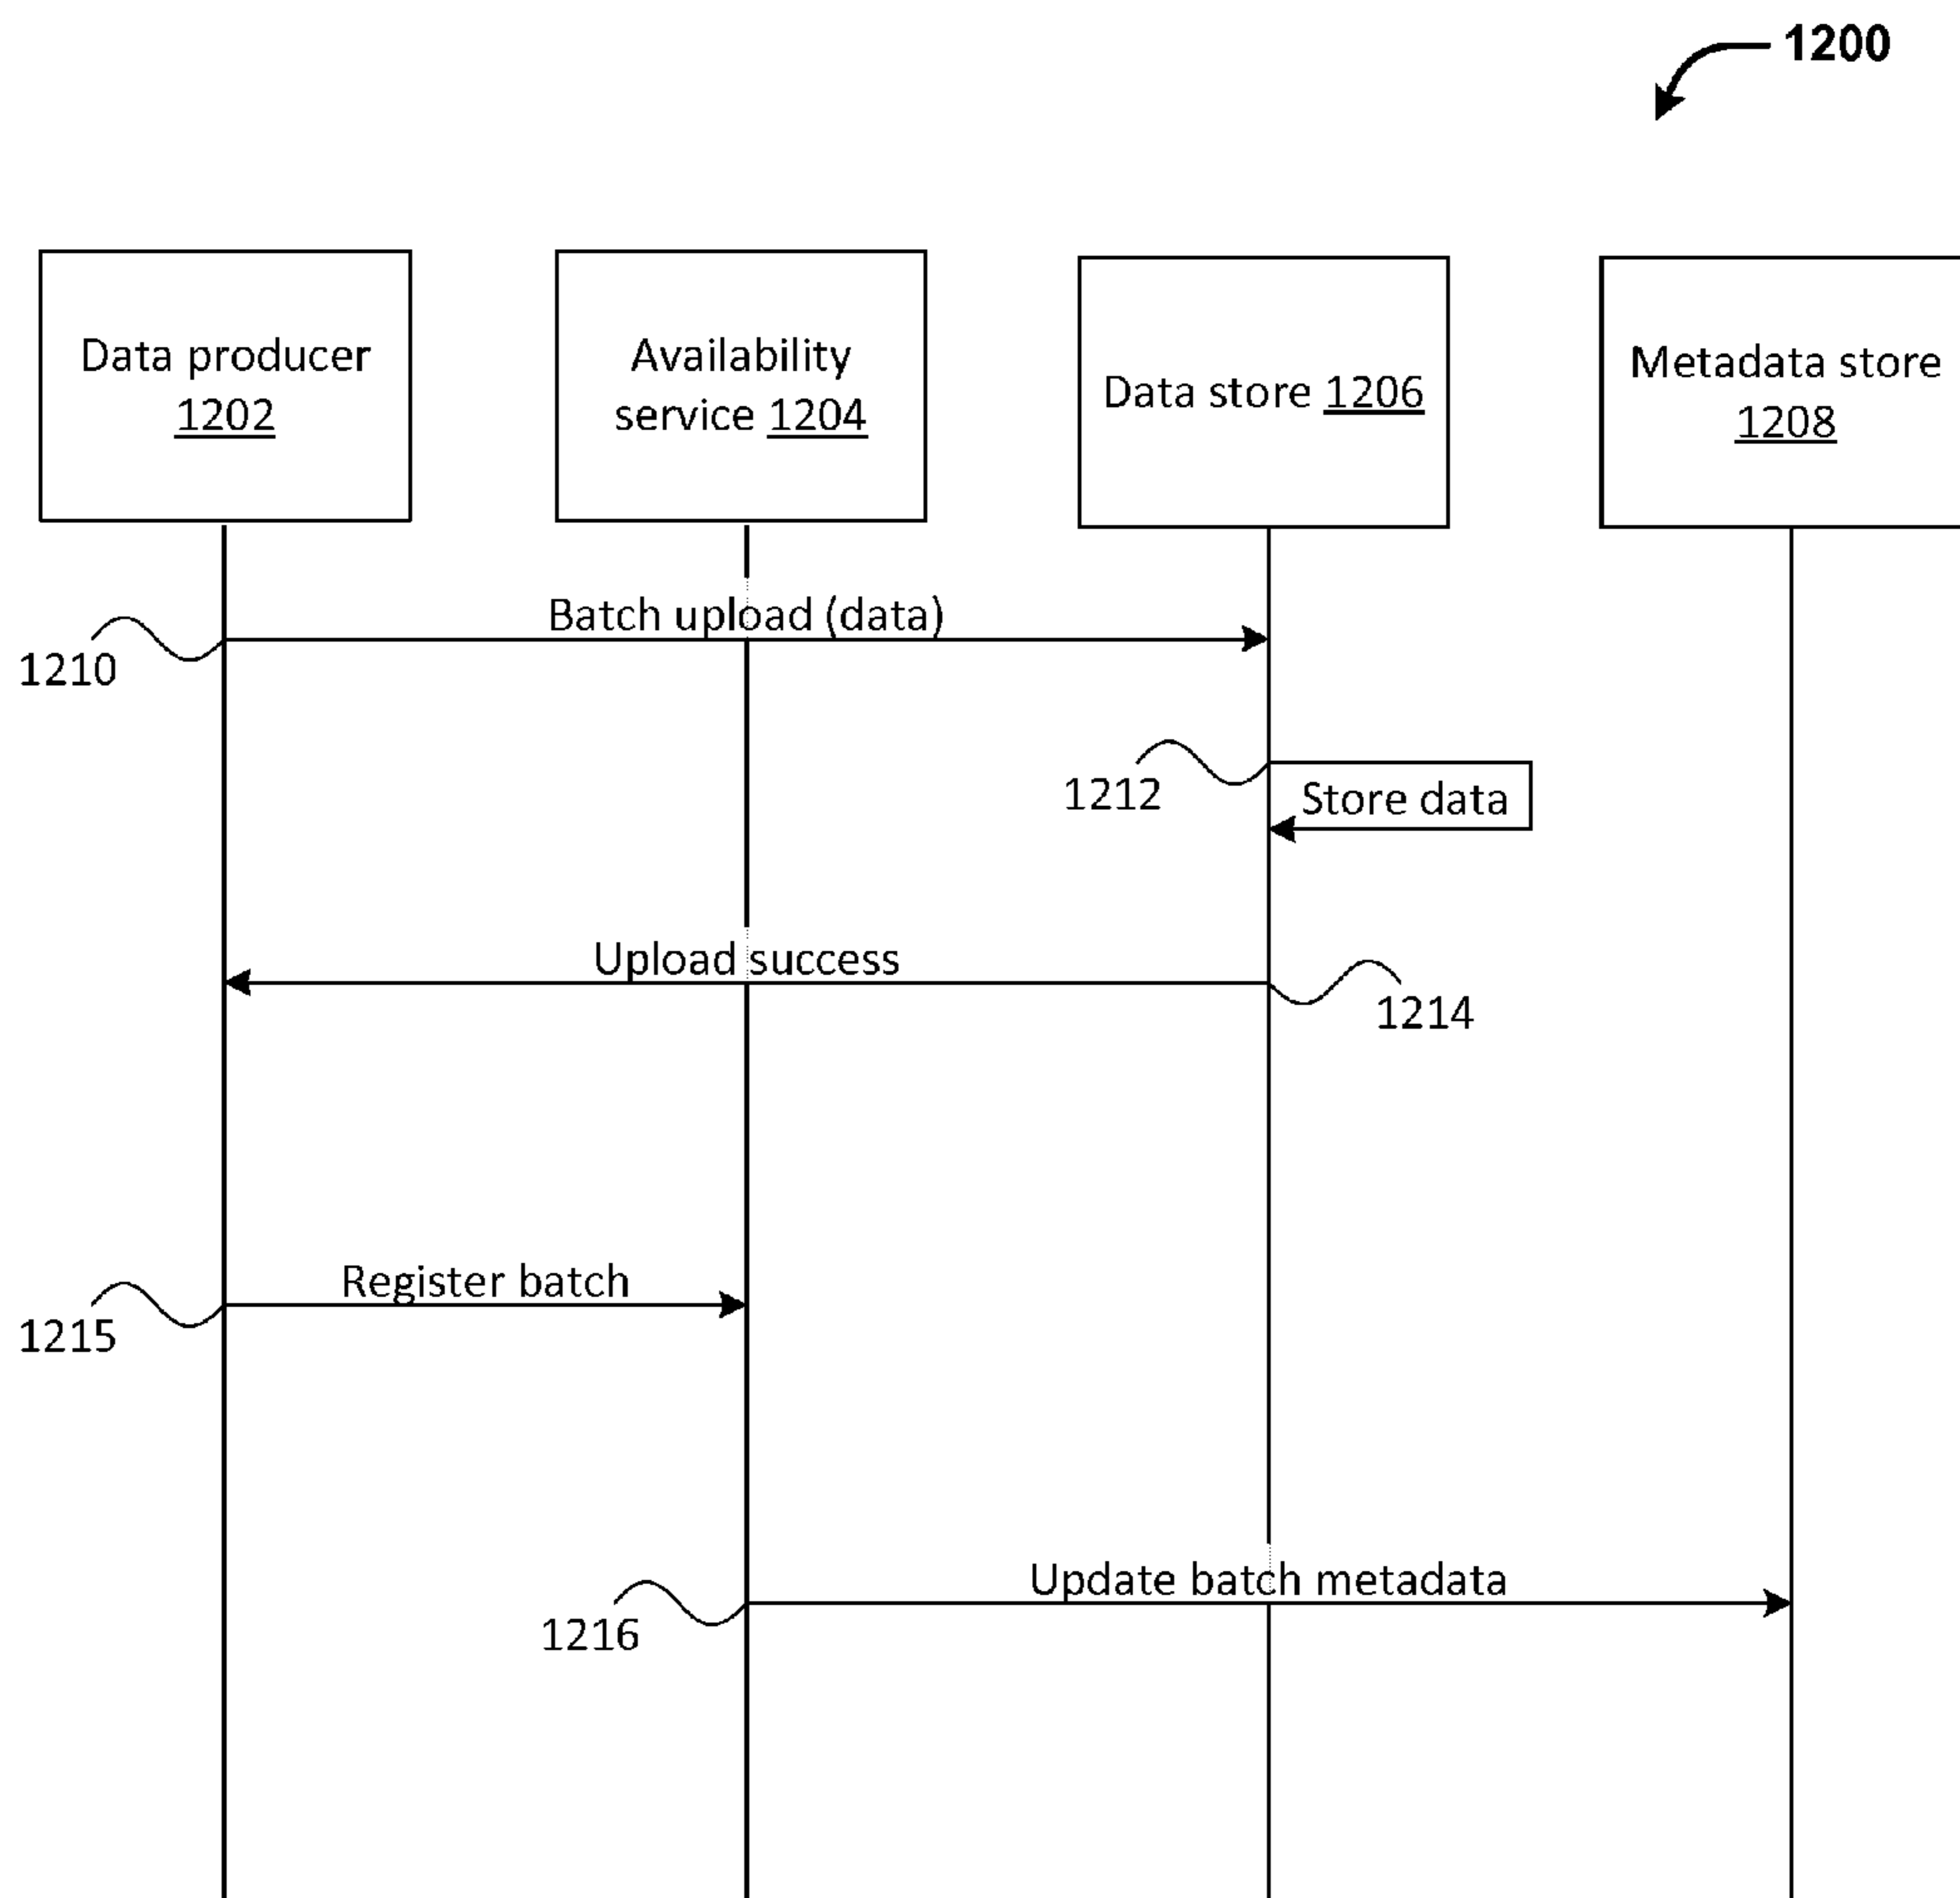 1200
Data producer
1202
Availability
service 1204
Data store 1206
Metadata store
1208
Batch upload (data)
1210
1212
Store data
Upload success
1214
Register batch
1215
Update batch metadata
1216